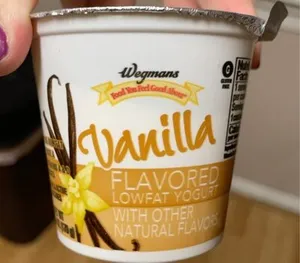 Wegmans
Food You Feel Good About
Vanilla
FLAVORED
LOWFAT YOGURT
WITH OTHER
NATURAL FLAVORS
G